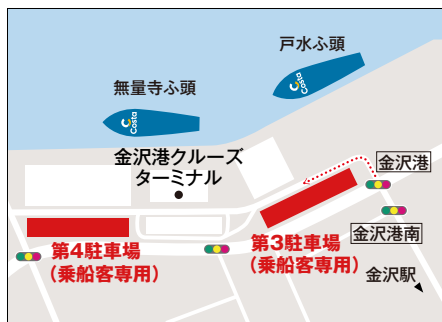 戸水ふ頭
Costa
無量寺ふ頭
Costa
金沢港クルーズ
ターミナル
金沢港
第3駐車場
(乗船客専用)
金沢港南
第4駐車場
(乗船客専用)
金沢駅